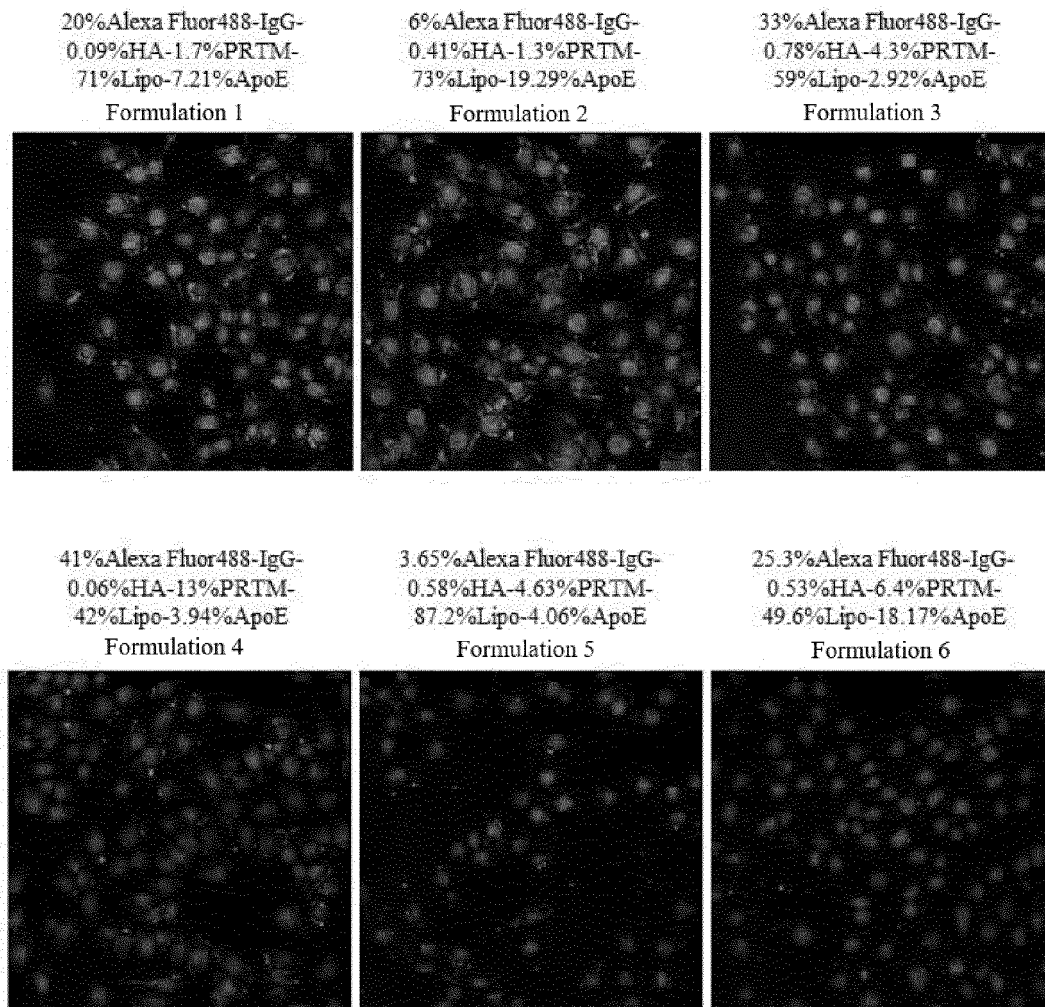 20%Alexa Fluor488-IgG-
0.09%HA-1.7%PRTM-
71%Lipo-7.21%ApoE
Formulation 1
6%Alexa Fluor488-IgG-
0.41%HA-1.3%PRTM-
73%Lipo-19.29%ApoE
Formulation 2
33%Alexa Fluor488-IgG-
0.78%HA-4.3%PRTM-
59%Lipo-2.92%ApoE
Formulation 3
41%Alexa Fluor488-IgG-
0.06%HA-13%PRTM-
42%Lipo-3.94%ApoE
Formulation 4
3.65%Alexa Fluor488-IgG-
0.58%HA-4.63%PRTM-
87.2%Lipo-4.06%ApoE
Formulation 5
25.3%Alexa Fluor488-IgG-
0.53%HA-6.4%PRTM-
49.6%Lipo-18.17%ApoE
Formulation 6